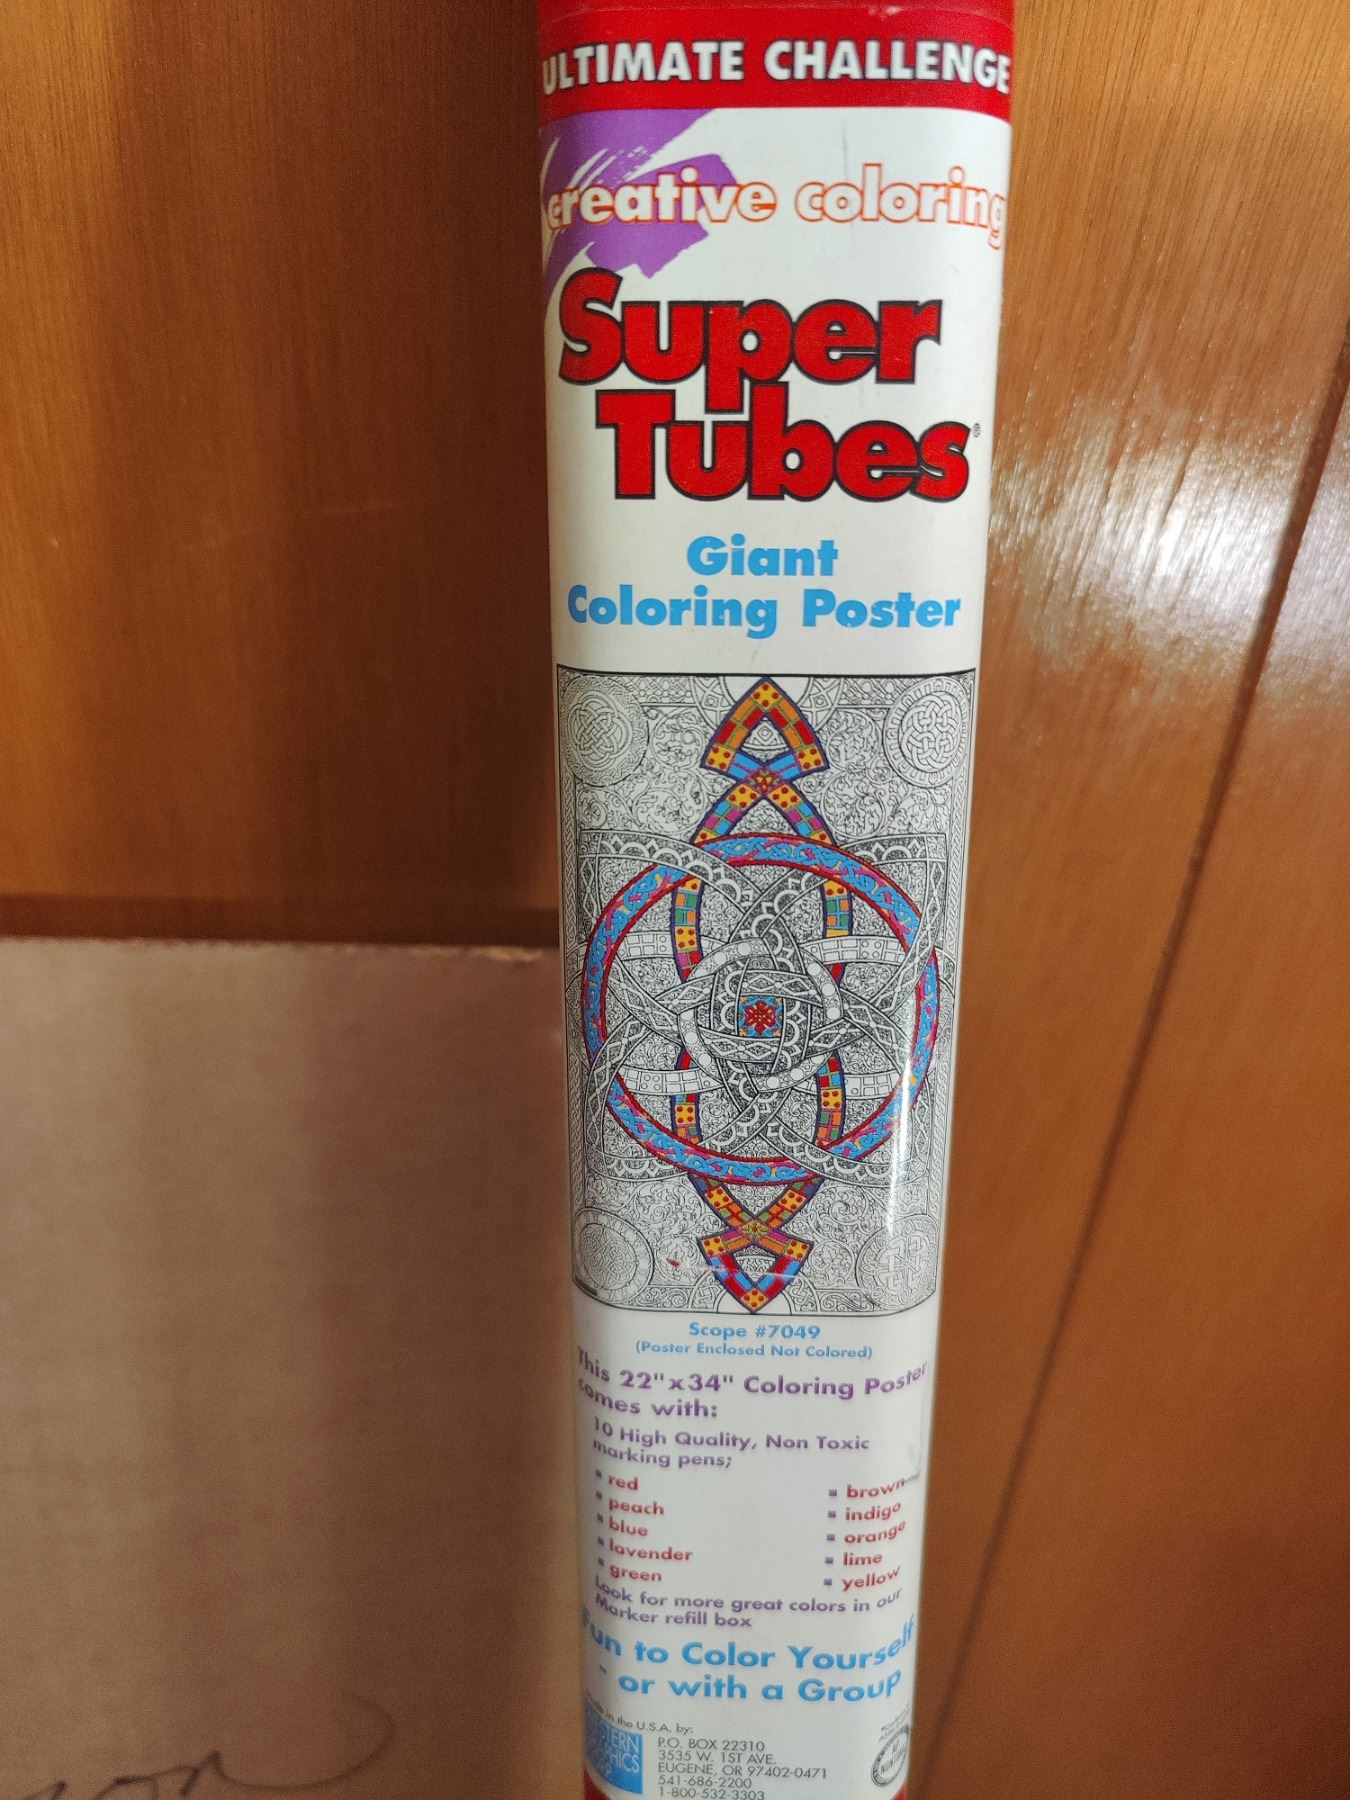 ULTIMATE CHALLENGE
creative coloring
Super
Tubes®
Giant
Coloring Poster
Scope #7049
(Poster Enclosed Not Colored)
This 22"x34" Coloring Poster
comes with:
10 High Quality, Non Toxic
marking pens;
▪ red
▪ peach
▪ blue
▪ lavender
▪ green
▪ brown
▪ indigo
▪ orange
▪ lime
▪ yellow
Look for more great colors in our
Marker refill box
Fun to Color Yourself
- or with a Group
in the U.S.A. by:
P.O. BOX 22310
3535 W. 1ST AVE.
EUGENE, OR 97402-0471
541-686-2200
1-800-532-3303